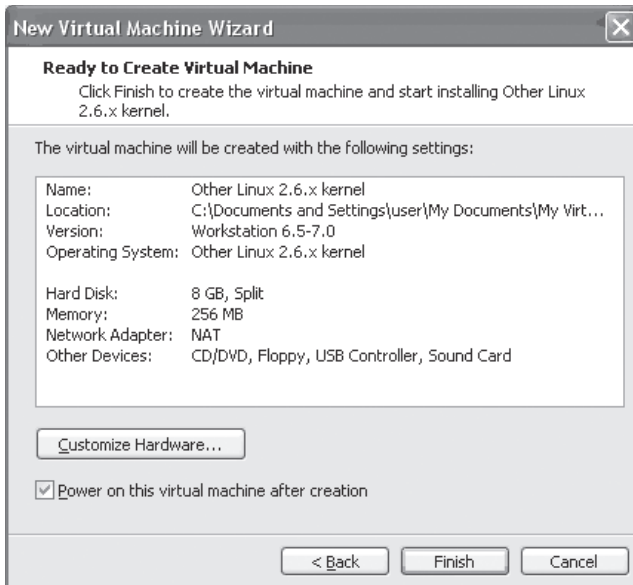 New Virtual Machine Wizard
Ready to Create Virtual Machine
Click Finish to create the virtual machine and start installing Other Linux
2.6.x kernel.
The virtual machine will be created with the following settings:
Name: Other Linux 2.6.x kernel
Location: C:\Documents and Settings\user\My Documents\My Virt...
Version: Workstation 6.5-7.0
Operating System: Other Linux 2.6.x kernel
Hard Disk: 8 GB, Split
Memory: 256 MB
Network Adapter: NAT
Other Devices: CD/DVD, Floppy, USB Controller, Sound Card
Customize Hardware...
Power on this virtual machine after creation
< Back Finish Cancel